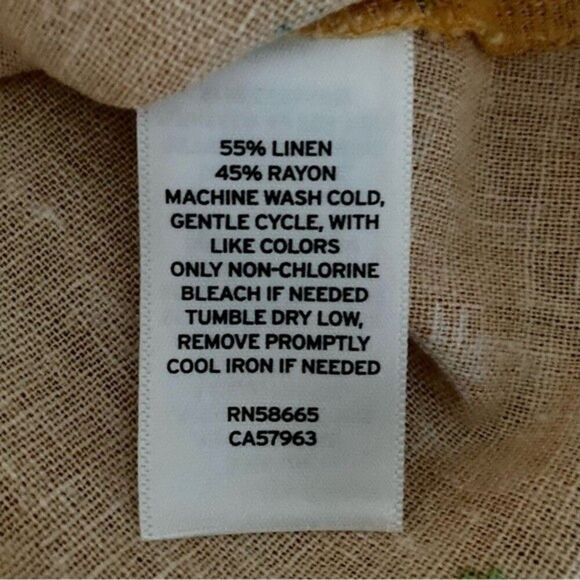 55% LINEN
45% RAYON
MACHINE WASH COLD,
GENTLE CYCLE, WITH
LIKE COLORS
ONLY NON-CHLORINE
BLEACH IF NEEDED
TUMBLE DRY LOW,
REMOVE PROMPTLY
COOL IRON IF NEEDED
RN58665
CA57963